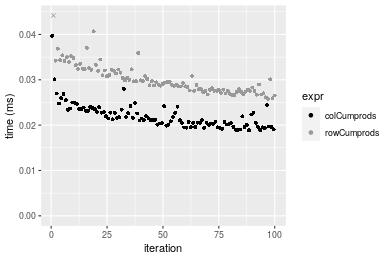 0.04
0.03
0.02
0.01
0.00
0
25
50
75
100
time (ms)
iteration
expr
colCumprods
rowCumprods